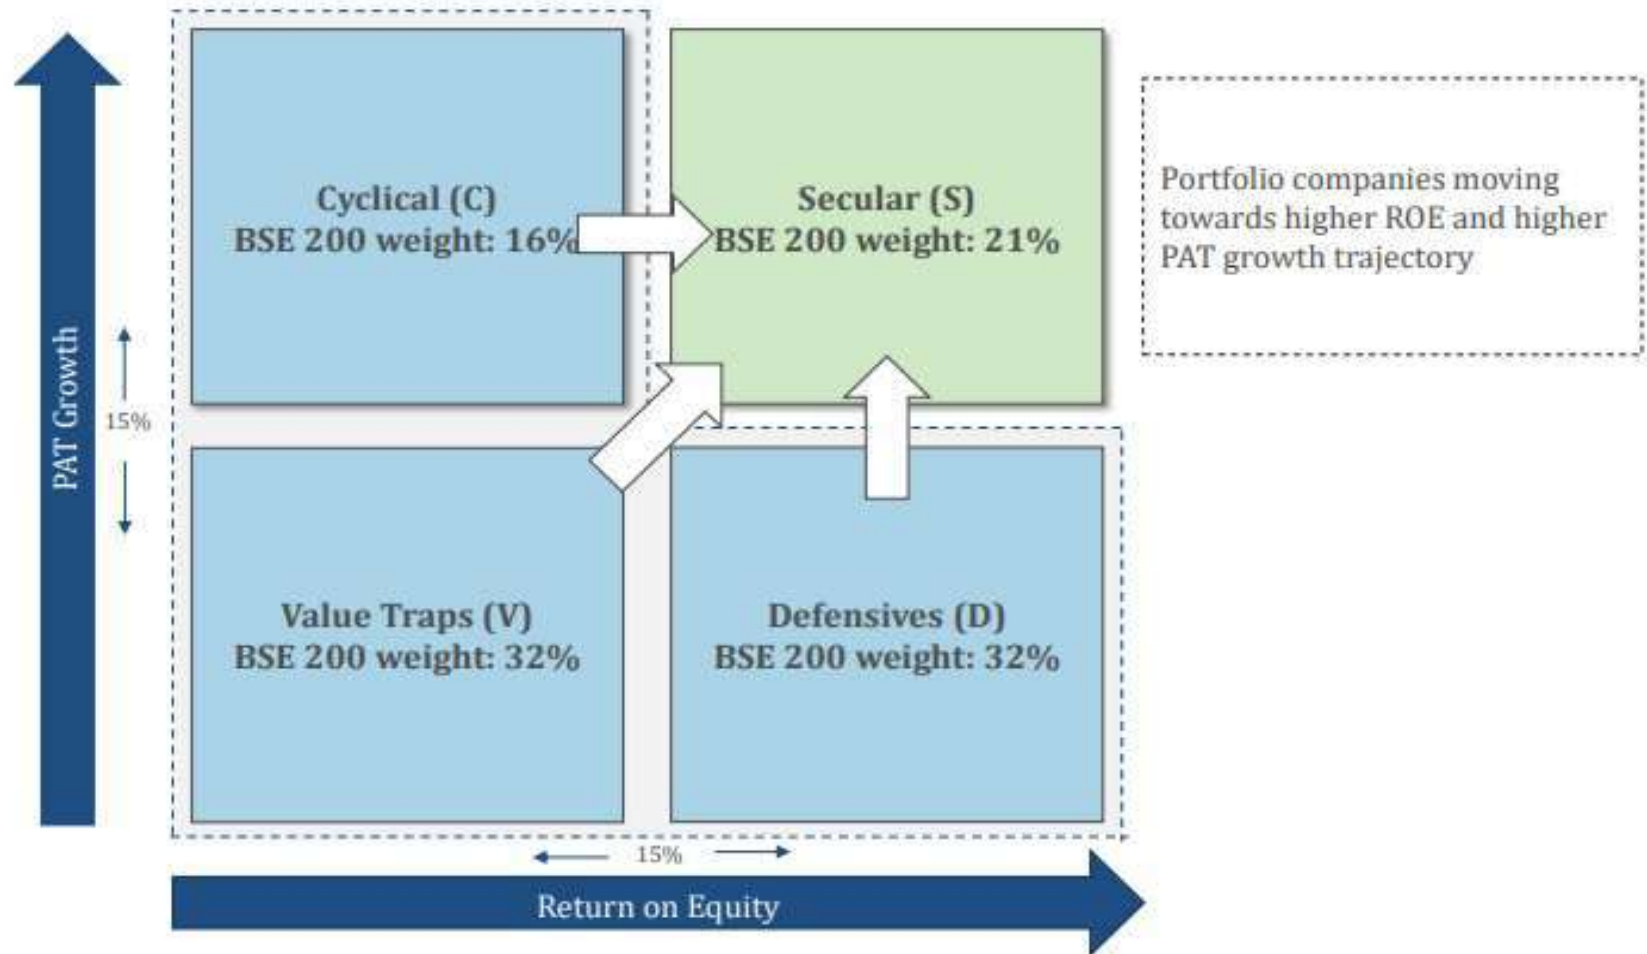 Cyclical (C)
BSE 200 weight: 16%
Secular (S)
BSE 200 weight: 21%
Portfolio companies moving
towards higher ROE and higher
PAT growth trajectory
PAT Growth
15%
Value Traps (V)
BSE 200 weight: 32%
Defensives (D)
BSE 200 weight: 32%
15%
Return on Equity